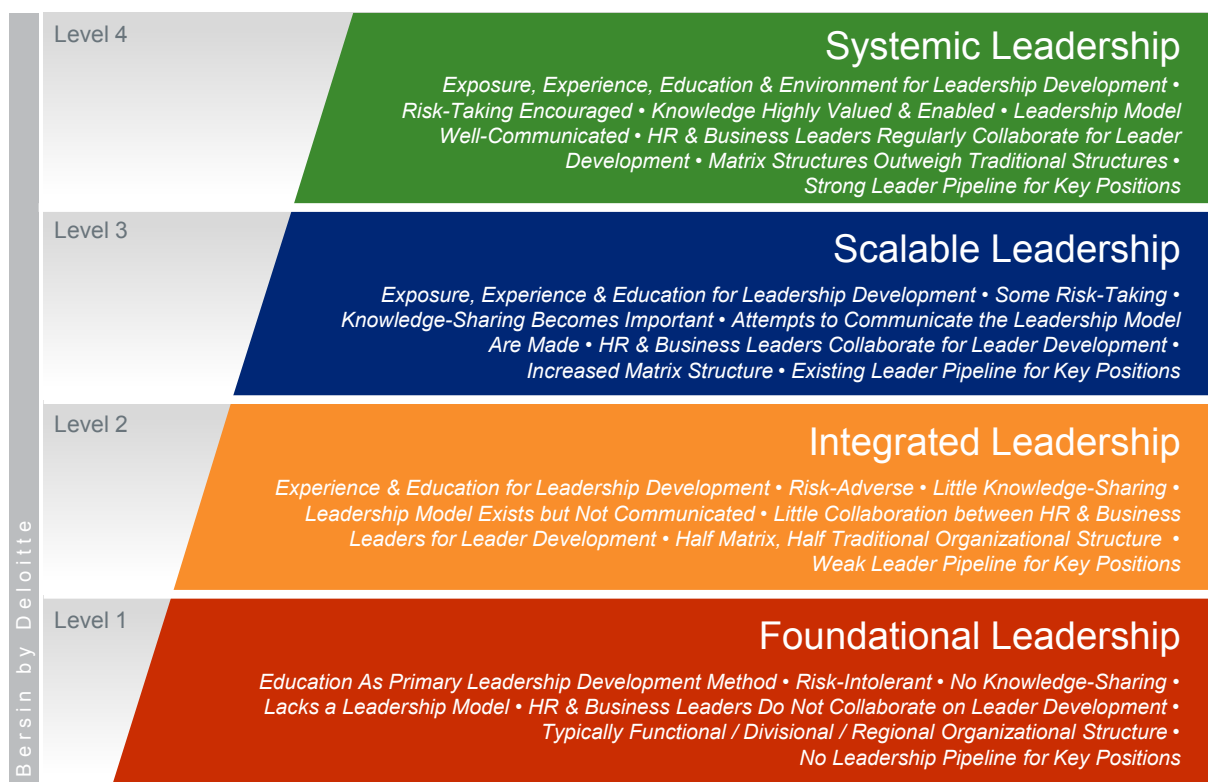 Level 4
Systemic Leadership
Exposure, Experience, Education & Environment for Leadership Development •
Risk-Taking Encouraged • Knowledge Highly Valued & Enabled • Leadership Model
Well-Communicated • HR & Business Leaders Regularly Collaborate for Leader
Development • Matrix Structures Outweigh Traditional Structures •
Strong Leader Pipeline for Key Positions
Level 3
Scalable Leadership
Exposure, Experience & Education for Leadership Development • Some Risk-Taking •
Knowledge-Sharing Becomes Important • Attempts to Communicate the Leadership Model
Are Made • HR & Business Leaders Collaborate for Leader Development •
Increased Matrix Structure • Existing Leader Pipeline for Key Positions
Level 2
Integrated Leadership
Experience & Education for Leadership Development • Risk-Adverse • Little Knowledge-Sharing •
Leadership Model Exists but Not Communicated • Little Collaboration between HR & Business
Leaders for Leader Development • Half Matrix, Half Traditional Organizational Structure •
Weak Leader Pipeline for Key Positions
Level 1
Foundational Leadership
Education As Primary Leadership Development Method • Risk-Intolerant • No Knowledge-Sharing •
Lacks a Leadership Model • HR & Business Leaders Do Not Collaborate on Leader Development •
Typically Functional / Divisional / Regional Organizational Structure •
No Leadership Pipeline for Key Positions
Bersin by Deloitte